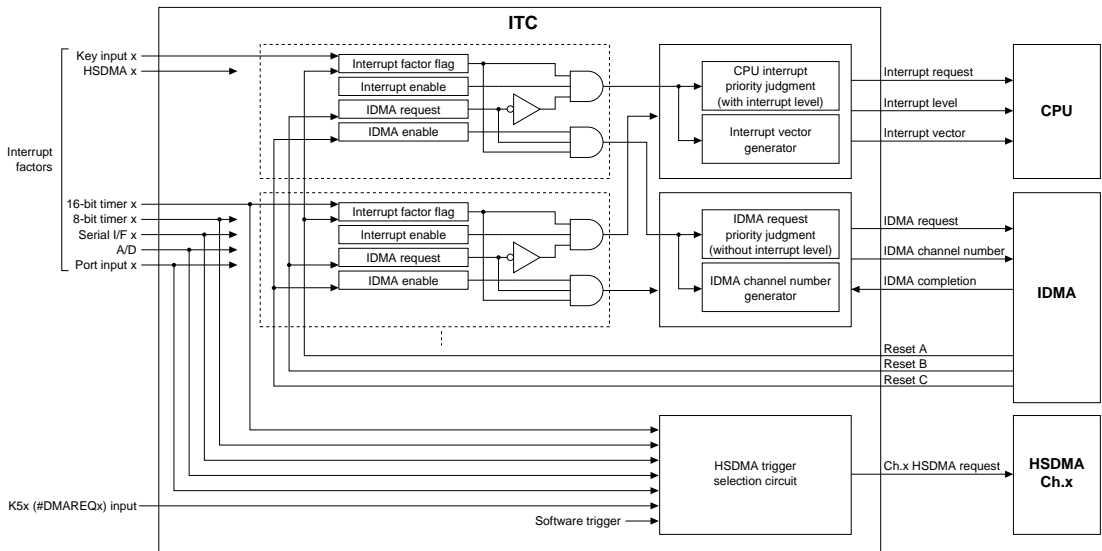 ITC
Key input x
HSDMA x
Interrupt
factors
16-bit timer x
8-bit timer x
Serial I/F x
A/D
Port input x
Interrupt factor flag
Interrupt enable
IDMA request
IDMA enable
Interrupt factor flag
Interrupt enable
IDMA request
IDMA enable
CPU interrupt
priority judgment
(with interrupt level)
Interrupt vector
generator
IDMA request
priority judgment
(without interrupt level)
IDMA channel number
generator
Interrupt request
Interrupt level
Interrupt vector
CPU
IDMA request
IDMA channel number
IDMA completion
IDMA
Reset A
Reset B
Reset C
HSDMA trigger
selection circuit
Ch.x HSDMA request
HSDMA
Ch.x
K5x (#DMAREQx) input
Software trigger